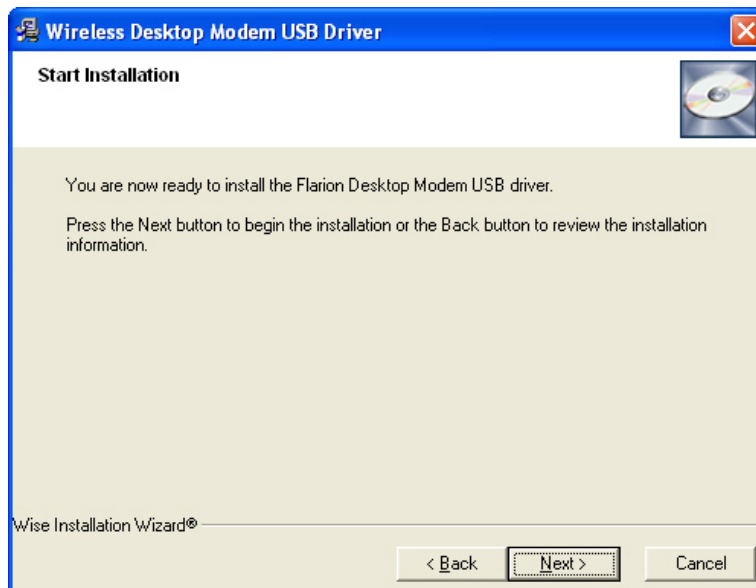 Wireless Desktop Modem USB Driver
Start Installation
You are now ready to install the Flarion Desktop Modem USB driver.
Press the Next button to begin the installation or the Back button to review the installation
information.
Wise Installation Wizard®
< Back Next > Cancel